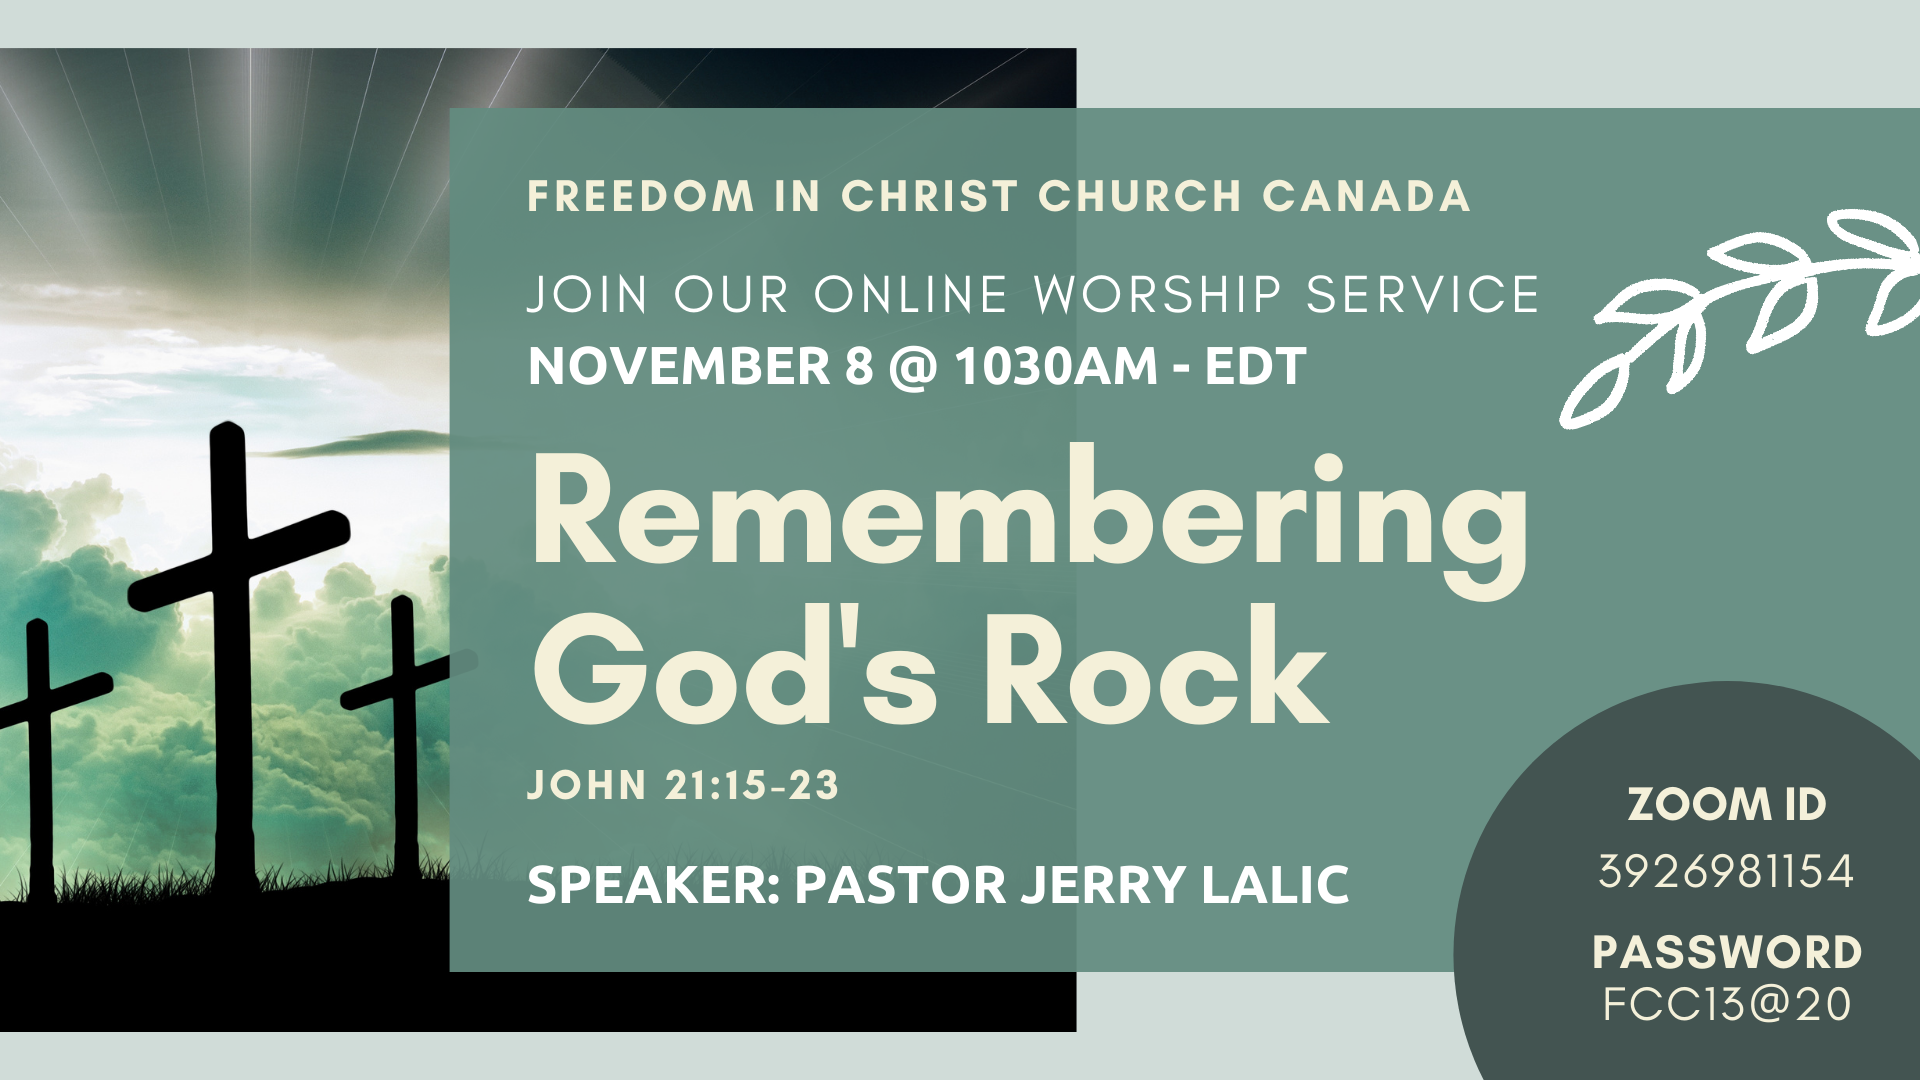 FREEDOM IN CHRIST CHURCH CANADA
JOIN OUR ONLINE WORSHIP SERVICE
NOVEMBER 8 @ 1030AM - EDT
Remembering
God's Rock
JOHN 21:15-23
SPEAKER: PASTOR JERRY LALIC
ZOOM ID
3926981154
PASSWORD
FCC13@20